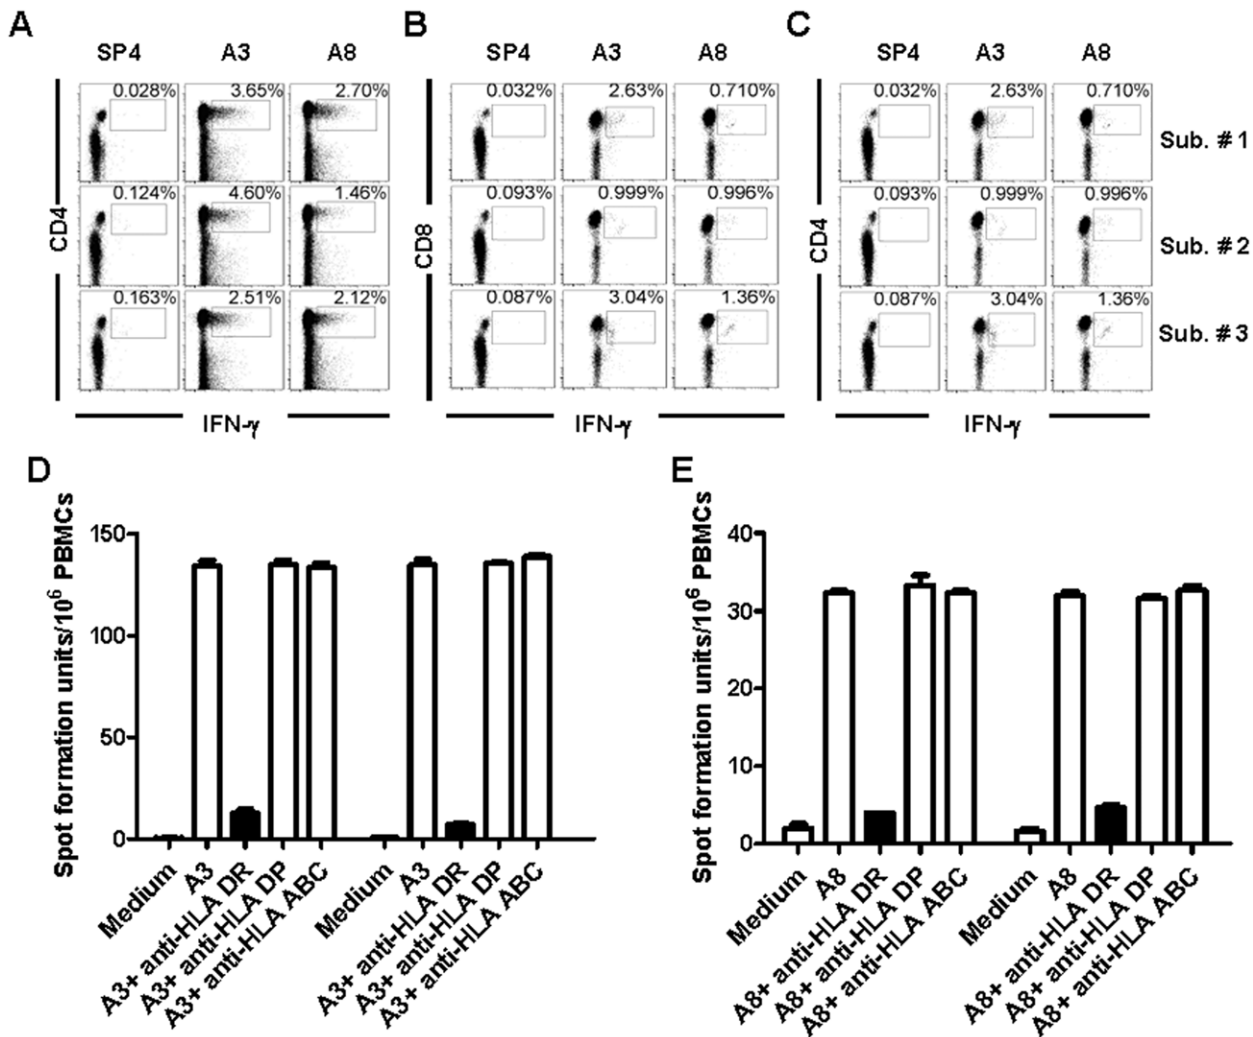 A B C
SP4 A3 A8 SP4 A3 A8 SP4 A3 A8
0.028% 3.65% 2.70% 0.032% 2.63% 0.710% 0.032% 2.63% 0.710%
Sub. # 1
0.124% 4.60% 1.46% 0.093% 0.999% 0.996% 0.093% 0.999% 0.996%
CD4 CD8 CD4 Sub. # 2
0.163% 2.51% 2.12% 0.087% 3.04% 1.36% 0.087% 3.04% 1.36%
Sub. # 3
IFN-γ IFN-γ IFN-γ
D
Spot formation units/10⁶ PBMCs
150
100
50
0
Medium
A3
A3+ anti-HLA DR
A3+ anti-HLA DP
A3+ anti-HLA ABC
Medium
A3
A3+ anti-HLA DR
A3+ anti-HLA DP
A3+ anti-HLA ABC
E
Spot formation units/10⁶ PBMCs
40
30
20
10
0
Medium
A8
A8+ anti-HLA DR
A8+ anti-HLA DP
A8+ anti-HLA ABC
Medium
A8
A8+ anti-HLA DR
A8+ anti-HLA DP
A8+ anti-HLA ABC